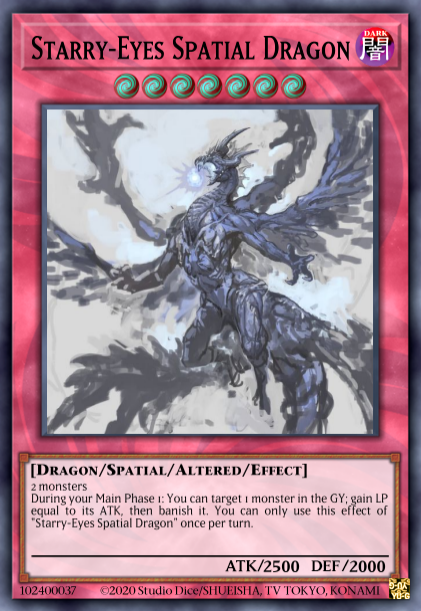 STARRY-EYES SPATIAL DRAGON
DARK
闇
[DRAGON/SPATIAL/ALTERED/EFFECT]
2 monsters
During your Main Phase 1: You can target 1 monster in the GY; gain LP
equal to its ATK, then banish it. You can only use this effect of
"Starry-Eyes Spatial Dragon" once per turn.
ATK/2500 DEF/2000
102400037 ©2020 Studio Dice/SHUEISHA, TV TOKYO, KONAMI